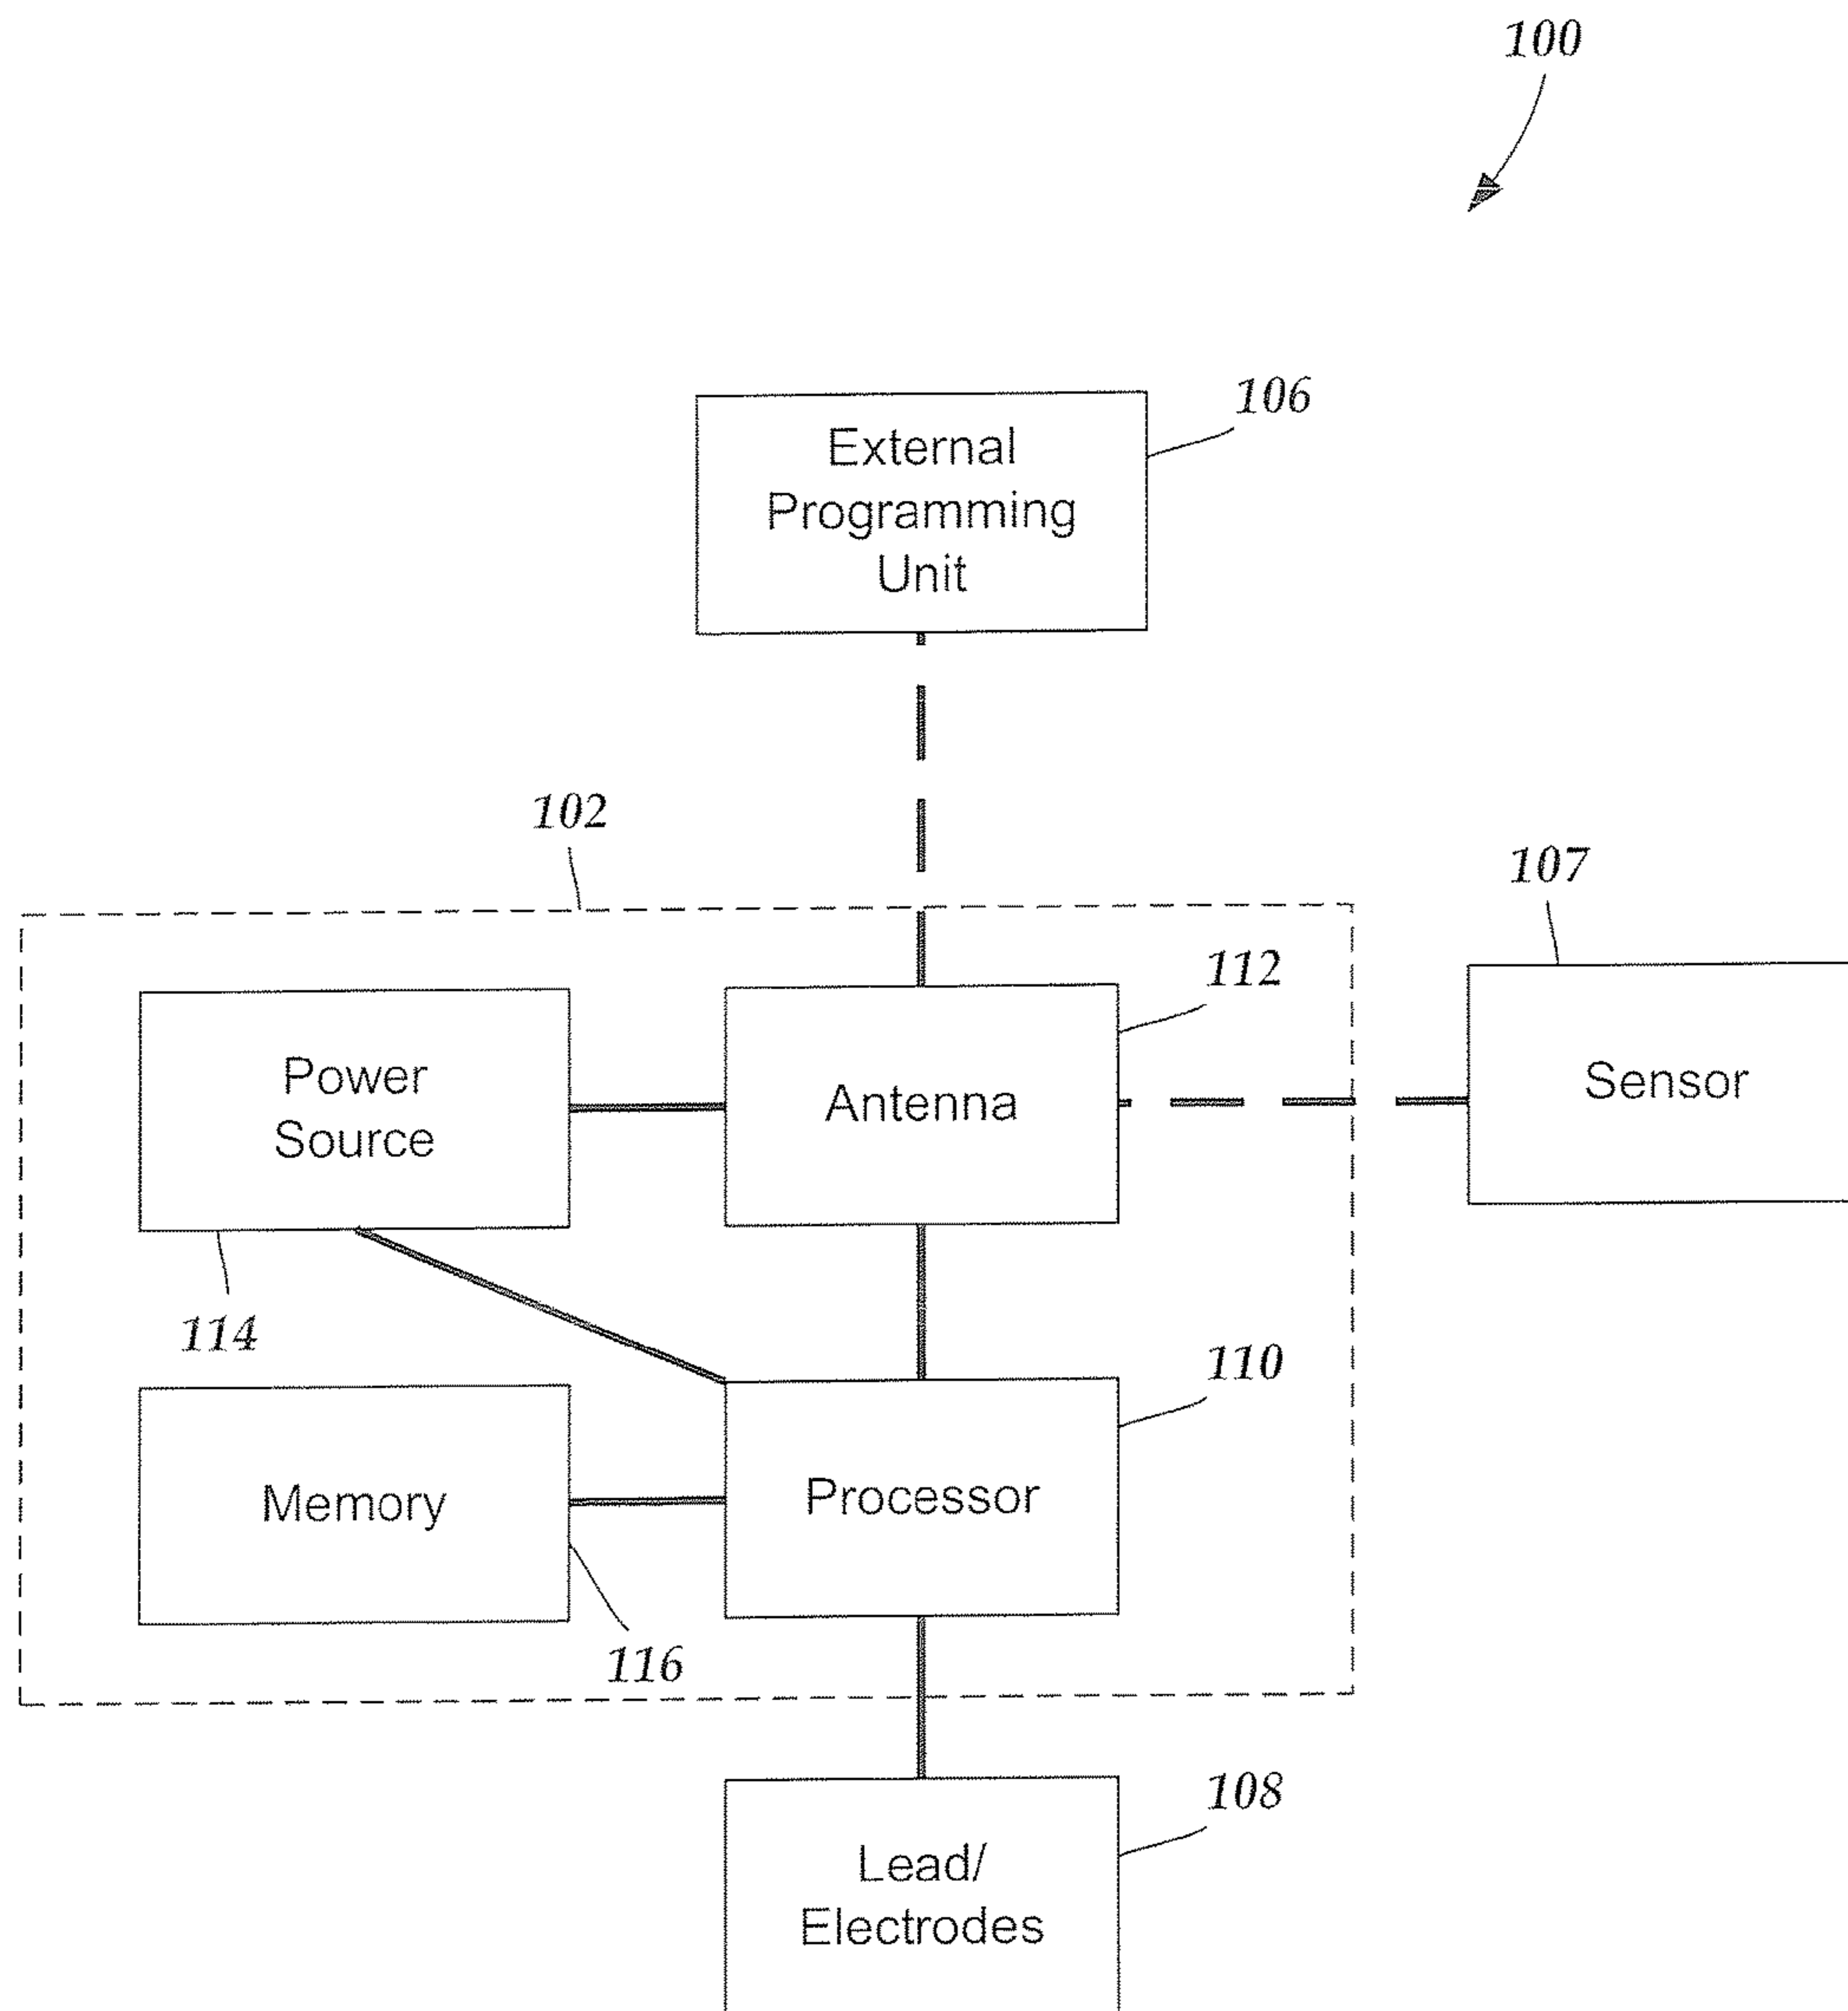 100
106
External
Programming
Unit
102
107
112
Power
Source
Antenna
Sensor
114
110
Memory
Processor
116
108
Lead/
Electrodes